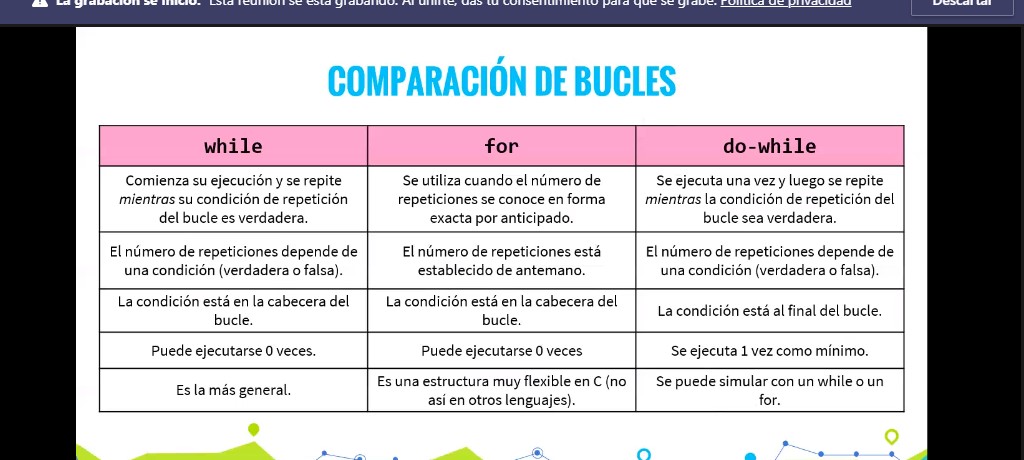 La grabación se inició. Esta reunión se está grabando. Al unirte, das tu consentimiento para que se grabe. Política de privacidad
Descartar
COMPARACIÓN DE BUCLES
while
for
do-while
Comienza su ejecución y se repite
mientras su condición de repetición
del bucle es verdadera.
Se utiliza cuando el número de
repeticiones se conoce en forma
exacta por anticipado.
Se ejecuta una vez y luego se repite
mientras la condición de repetición del
bucle sea verdadera.
El número de repeticiones depende de
una condición (verdadera o falsa).
El número de repeticiones está
establecido de antemano.
El número de repeticiones depende de
una condición (verdadera o falsa).
La condición está en la cabecera del
bucle.
La condición está en la cabecera del
bucle.
La condición está al final del bucle.
Puede ejecutarse 0 veces.
Puede ejecutarse 0 veces
Se ejecuta 1 vez como mínimo.
Es la más general.
Es una estructura muy flexible en C (no
así en otros lenguajes).
Se puede simular con un while o un
for.